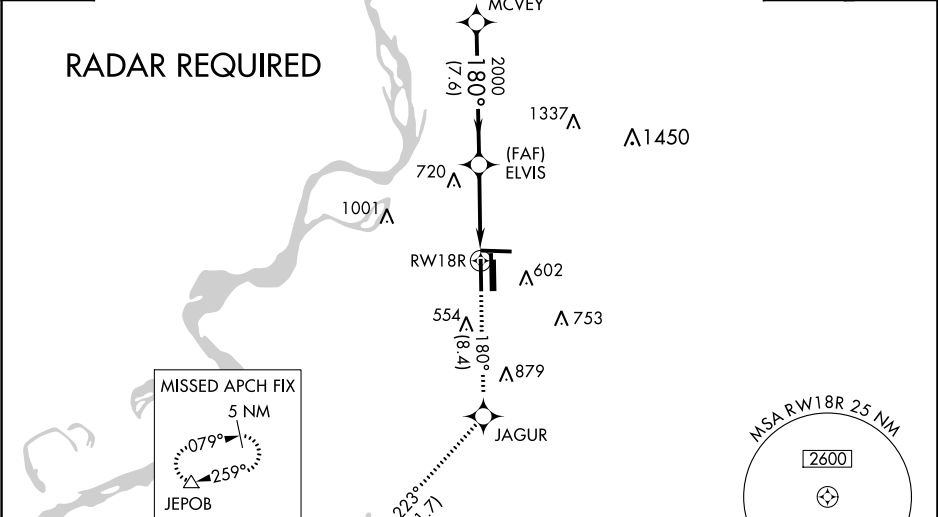 MCVEY
RADAR REQUIRED
2000
180°
(7.6)
1337
1450
(FAF)
ELVIS
720
1001
RW18R
602
554
753
180°
(8.4)
879
MISSED APCH FIX
5 NM
079°
259°
JEPOB
JAGUR
223°
MSA RW18R 25 NM
2600